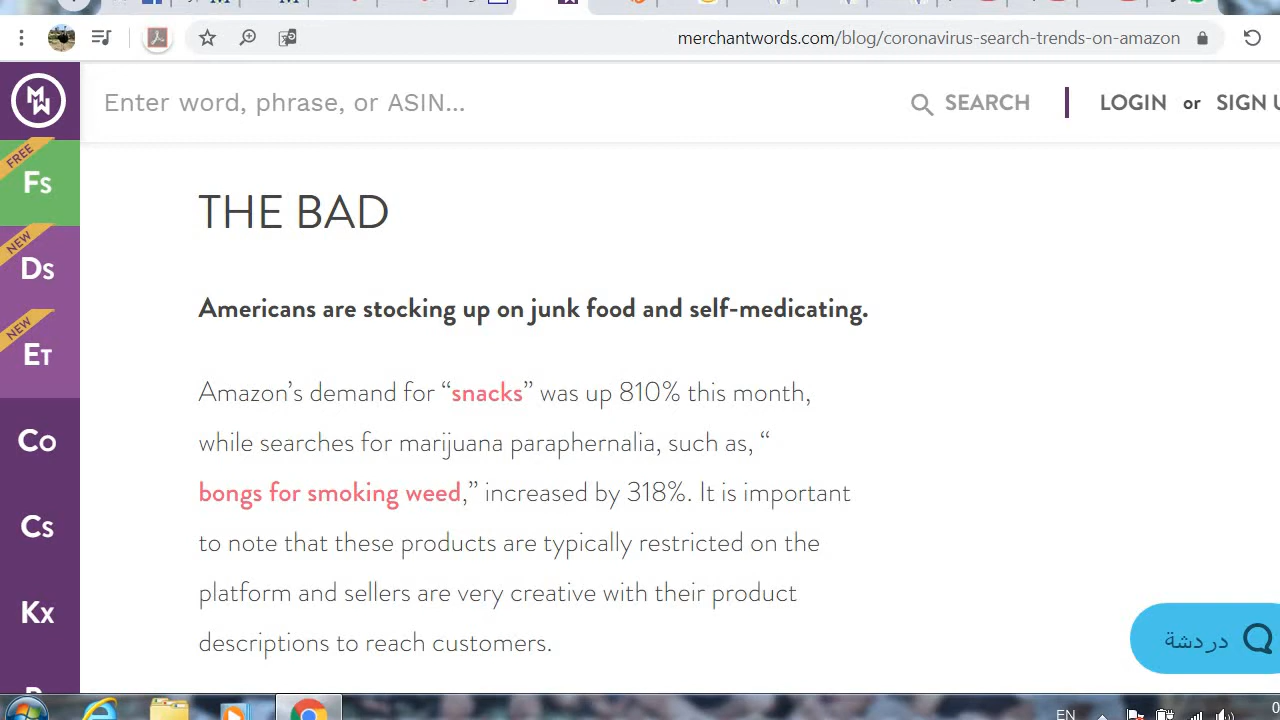 merchantwords.com/blog/coronavirus-search-trends-on-amazon
MW
Enter word, phrase, or ASIN...
SEARCH
LOGIN or SIGN U
FREE
Fs
NEW
Ds
NEW
ET
Co
Cs
Kx
THE BAD
Americans are stocking up on junk food and self-medicating.
Amazon’s demand for “snacks” was up 810% this month,
while searches for marijuana paraphernalia, such as, “
bongs for smoking weed,” increased by 318%. It is important
to note that these products are typically restricted on the
platform and sellers are very creative with their product
descriptions to reach customers.
دردشة
EN